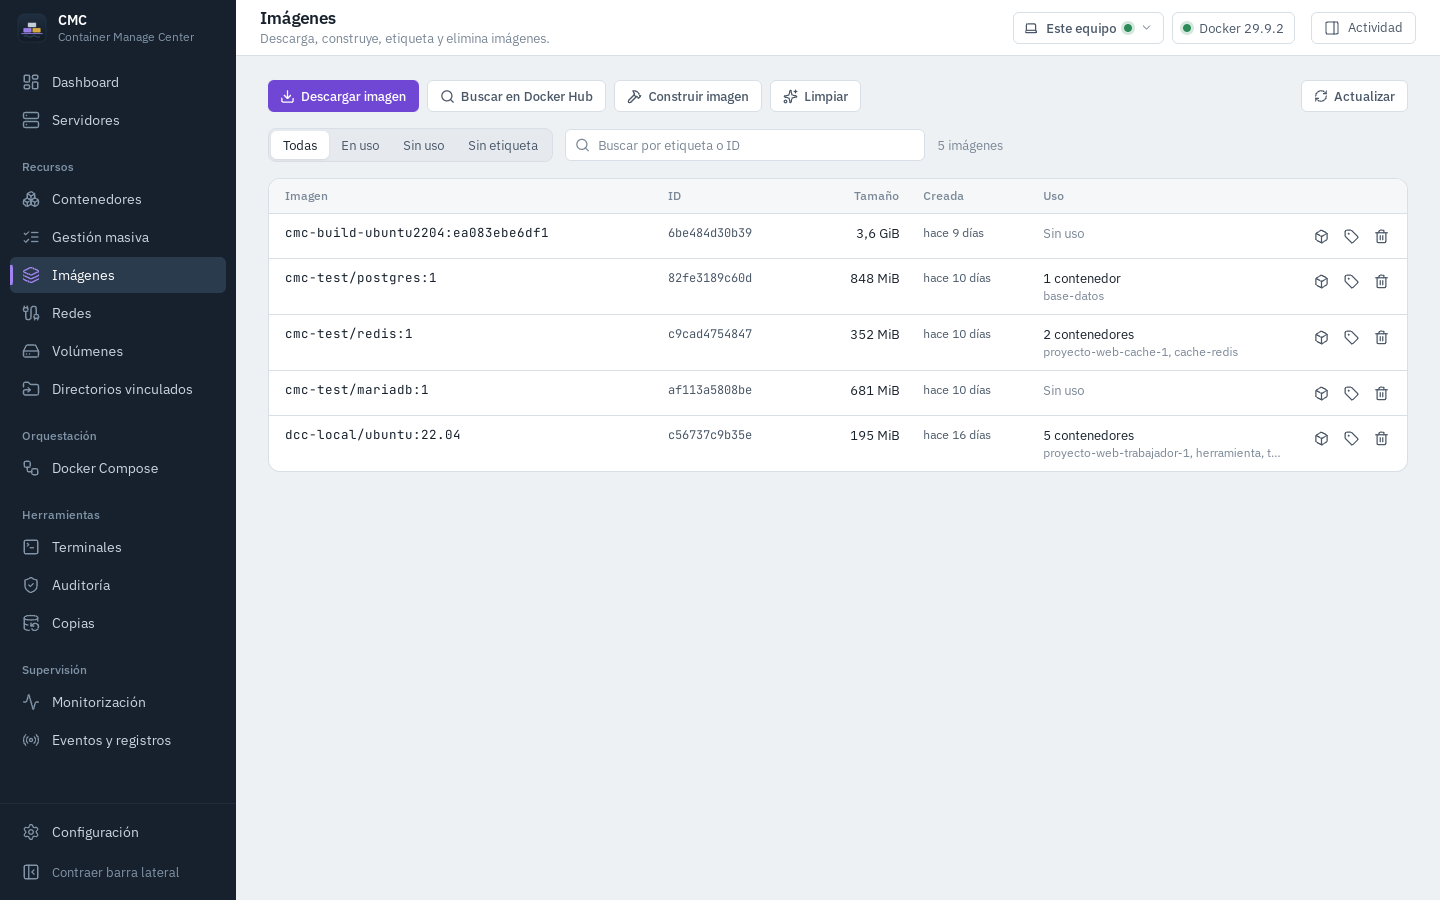 CMC
Container Manage Center
Dashboard
Servidores
Recursos
Contenedores
Gestión masiva
Imágenes
Redes
Volúmenes
Directorios vinculados
Orquestación
Docker Compose
Herramientas
Terminales
Auditoría
Copias
Supervisión
Monitorización
Eventos y registros
Configuración
Contraer barra lateral
Imágenes
Descarga, construye, etiqueta y elimina imágenes.
Este equipo
Docker 29.9.2
Actividad
Descargar imagen
Buscar en Docker Hub
Construir imagen
Limpiar
Actualizar
Todas
En uso
Sin uso
Sin etiqueta
Buscar por etiqueta o ID
5 imágenes
Imagen ID Tamaño Creada Uso
cmc-build-ubuntu2204:ea083ebe6df1 6be484d30b39 3,6 GiB hace 9 días Sin uso
cmc-test/postgres:1 82fe3189c60d 848 MiB hace 10 días 1 contenedor
base-datos
cmc-test/redis:1 c9cad4754847 352 MiB hace 10 días 2 contenedores
proyecto-web-cache-1, cache-redis
cmc-test/mariadb:1 af113a5808be 681 MiB hace 10 días Sin uso
dcc-local/ubuntu:22.04 c56737c9b35e 195 MiB hace 16 días 5 contenedores
proyecto-web-trabajador-1, herramienta, t...